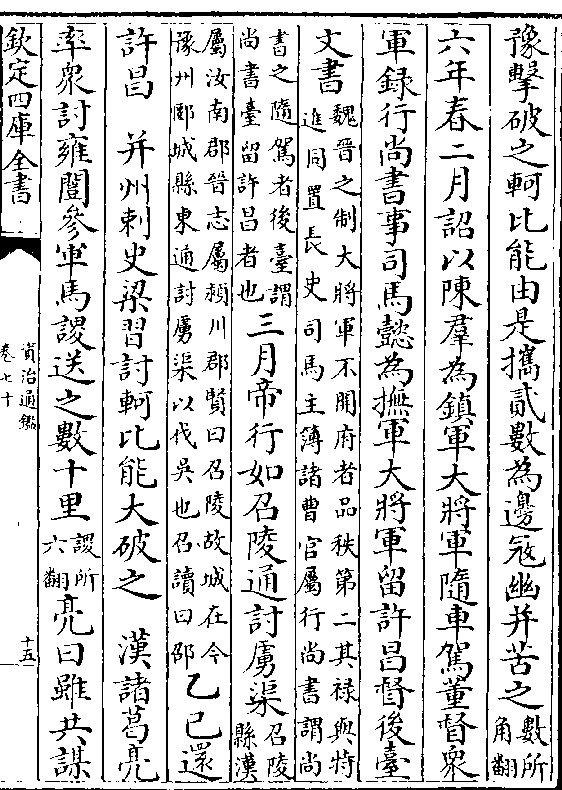 豫擊破之軻比能由是攜貳數為邊寇幽并苦之數所角翻
六年春二月詔以陳羣為鎮軍大將軍隨車駕董督衆
軍録行尚書事司馬懿為撫軍大將軍留許昌督後臺
文書魏晉之制大將軍不開府者品秩第二其禄與特進同置長史司馬主簿諸曹官屬行尚書謂尚
書之隨駕者後臺謂尚書臺留許昌者也三月帝行如召陵通討虜渠召陵縣漢
屬汝南郡晉志屬潁川郡賢曰召陵故城在今豫州郾城縣東通討虜渠以伐吳也召讀曰邵乙巳還
許昌 并州刺史梁習討軻比能大破之 漢諸葛亮
率衆討雍闓參軍馬謖送之數十里謖所六翻亮曰雖共謀
欽定四庫全書
資治通鑑
卷七十
十五